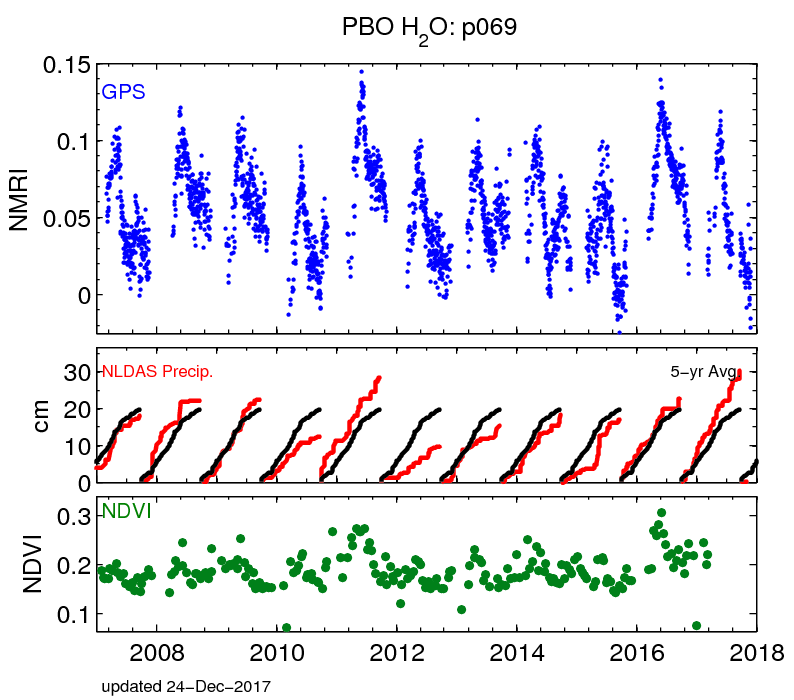 PBO H2O: p069
0.15
GPS
0.1
NMRI
0.05
0
NLDAS Precip.
5-yr Avg.
30
cm
20
10
0
NDVI
0.3
NDVI
0.2
0.1
2008 2010 2012 2014 2016 2018
updated 24-Dec-2017